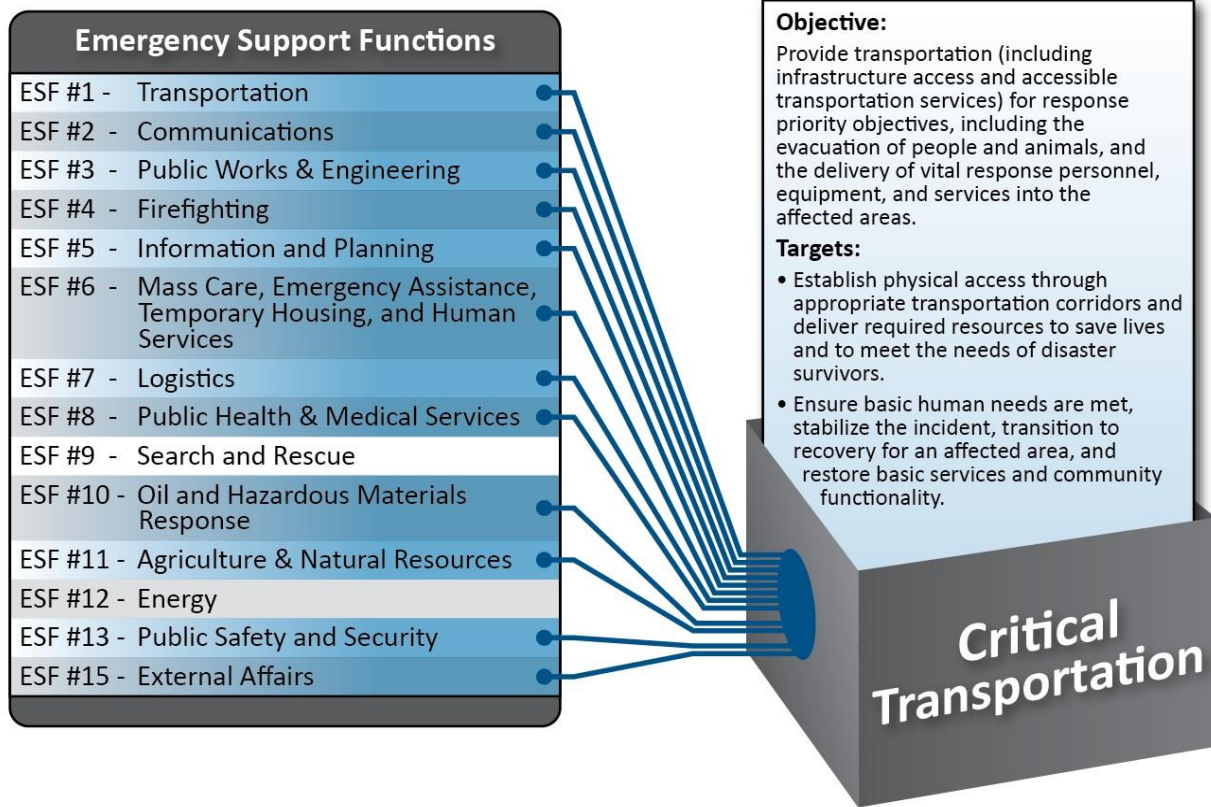 Emergency Support Functions
ESF #1 - Transportation
ESF #2 - Communications
ESF #3 - Public Works & Engineering
ESF #4 - Firefighting
ESF #5 - Information and Planning
ESF #6 - Mass Care, Emergency Assistance,
Temporary Housing, and Human
Services
ESF #7 - Logistics
ESF #8 - Public Health & Medical Services
ESF #9 - Search and Rescue
ESF #10 - Oil and Hazardous Materials
Response
ESF #11 - Agriculture & Natural Resources
ESF #12 - Energy
ESF #13 - Public Safety and Security
ESF #15 - External Affairs
Objective:
Provide transportation (including
infrastructure access and accessible
transportation services) for response
priority objectives, including the
evacuation of people and animals, and
the delivery of vital response personnel,
equipment, and services into the
affected areas.
Targets:
• Establish physical access through
appropriate transportation corridors and
deliver required resources to save lives
and to meet the needs of disaster
survivors.
• Ensure basic human needs are met,
stabilize the incident, transition to
recovery for an affected area, and
restore basic services and community
functionality.
Critical
Transportation